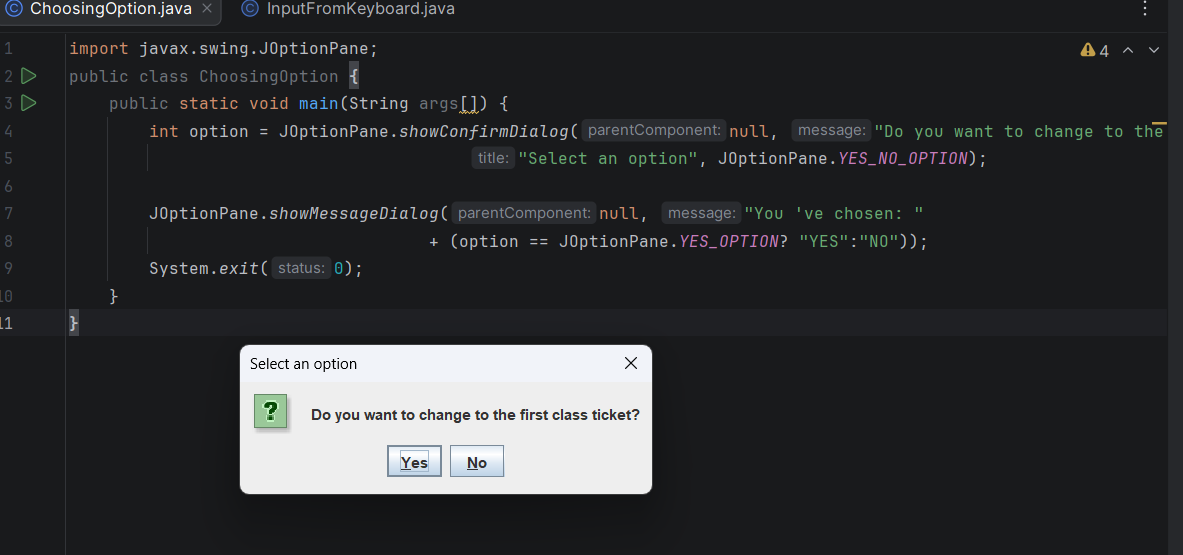 ChoosingOption.java InputFromKeyboard.java
1 import javax.swing.JOptionPane;
2 public class ChoosingOption {
3 public static void main(String args[]) {
4 int option = JOptionPane.showConfirmDialog( parentComponent: null, message: "Do you want to change to the
5 title: "Select an option", JOptionPane.YES_NO_OPTION);
6
7 JOptionPane.showMessageDialog( parentComponent: null, message: "You 've chosen: "
8 + (option == JOptionPane.YES_OPTION? "YES":"NO"));
9 System.exit( status: 0);
10 }
11 }
4
Select an option
?
Do you want to change to the first class ticket?
Yes No